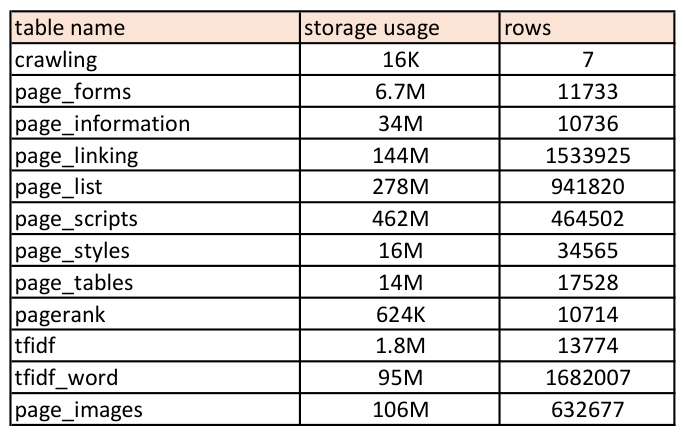 table name storage usage rows
crawling 16K 7
page_forms 6.7M 11733
page_information 34M 10736
page_linking 144M 1533925
page_list 278M 941820
page_scripts 462M 464502
page_styles 16M 34565
page_tables 14M 17528
pagerank 624K 10714
tfidf 1.8M 13774
tfidf_word 95M 1682007
page_images 106M 632677